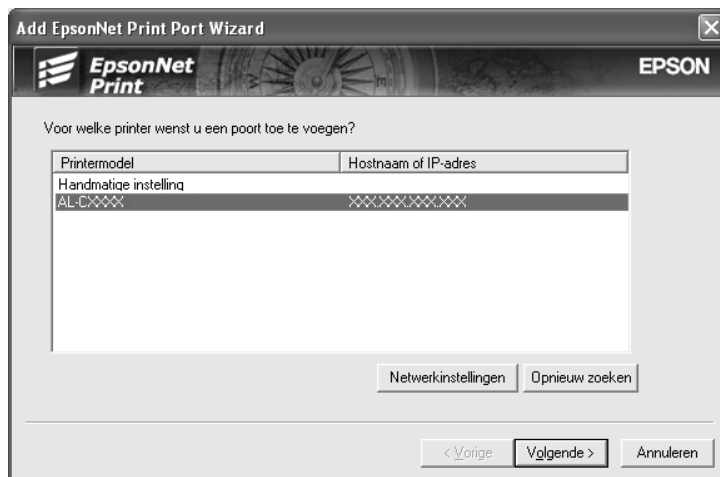 Add EpsonNet Print Port Wizard
EpsonNet
Print
EPSON
Voor welke printer wenst u een poort toe te voegen?
Printermodel Hostnaam of IP-adres
Handmatige instelling
AL-CXXXX XXX.XXX.XXX.XXX
Netwerkinstellingen Opnieuw zoeken
< Vorige Volgende > Annuleren